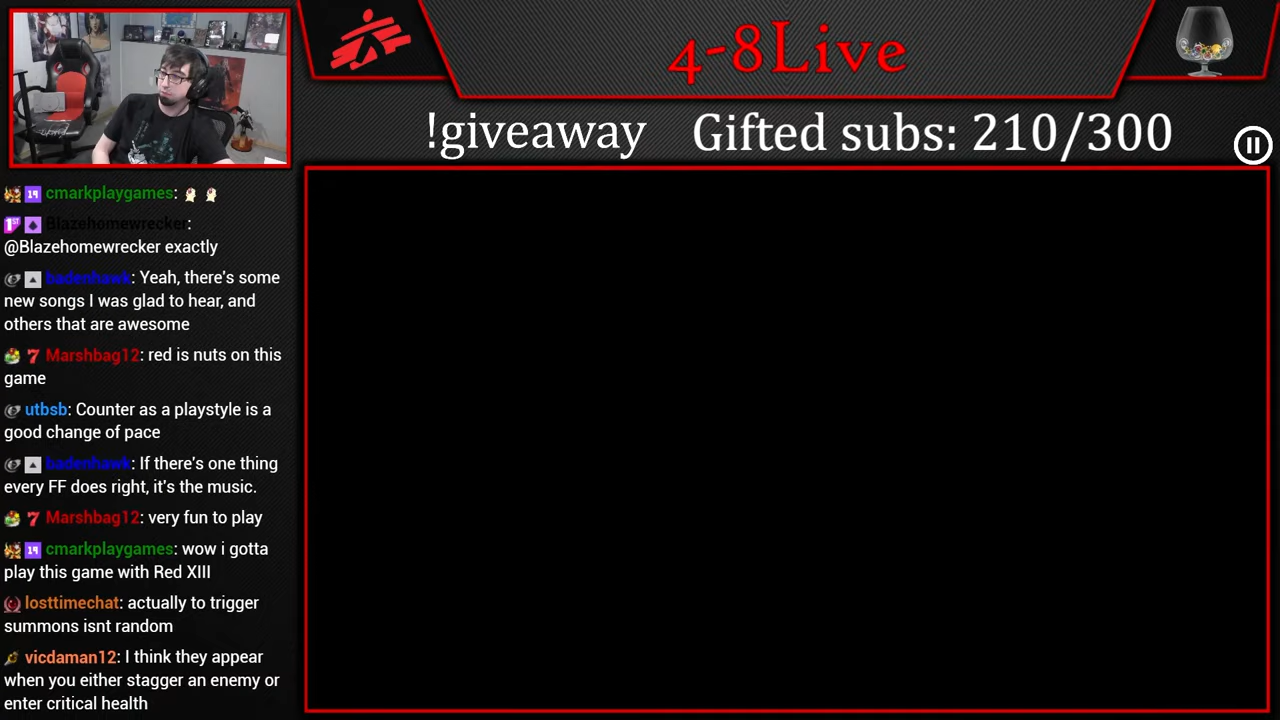 4-8Live
!giveaway Gifted subs: 210/300
cmarkplaygames:
Blazehomewrecker:
@Blazehomewrecker exactly
badenhawk: Yeah, there's some
new songs I was glad to hear, and
others that are awesome
Marshbag12: red is nuts on this
game
utbsb: Counter as a playstyle is a
good change of pace
badenhawk: If there's one thing
every FF does right, it's the music.
Marshbag12: very fun to play
cmarkplaygames: wow i gotta
play this game with Red XIII
losttimechat: actually to trigger
summons isnt random
vicdaman12: I think they appear
when you either stagger an enemy or
enter critical health